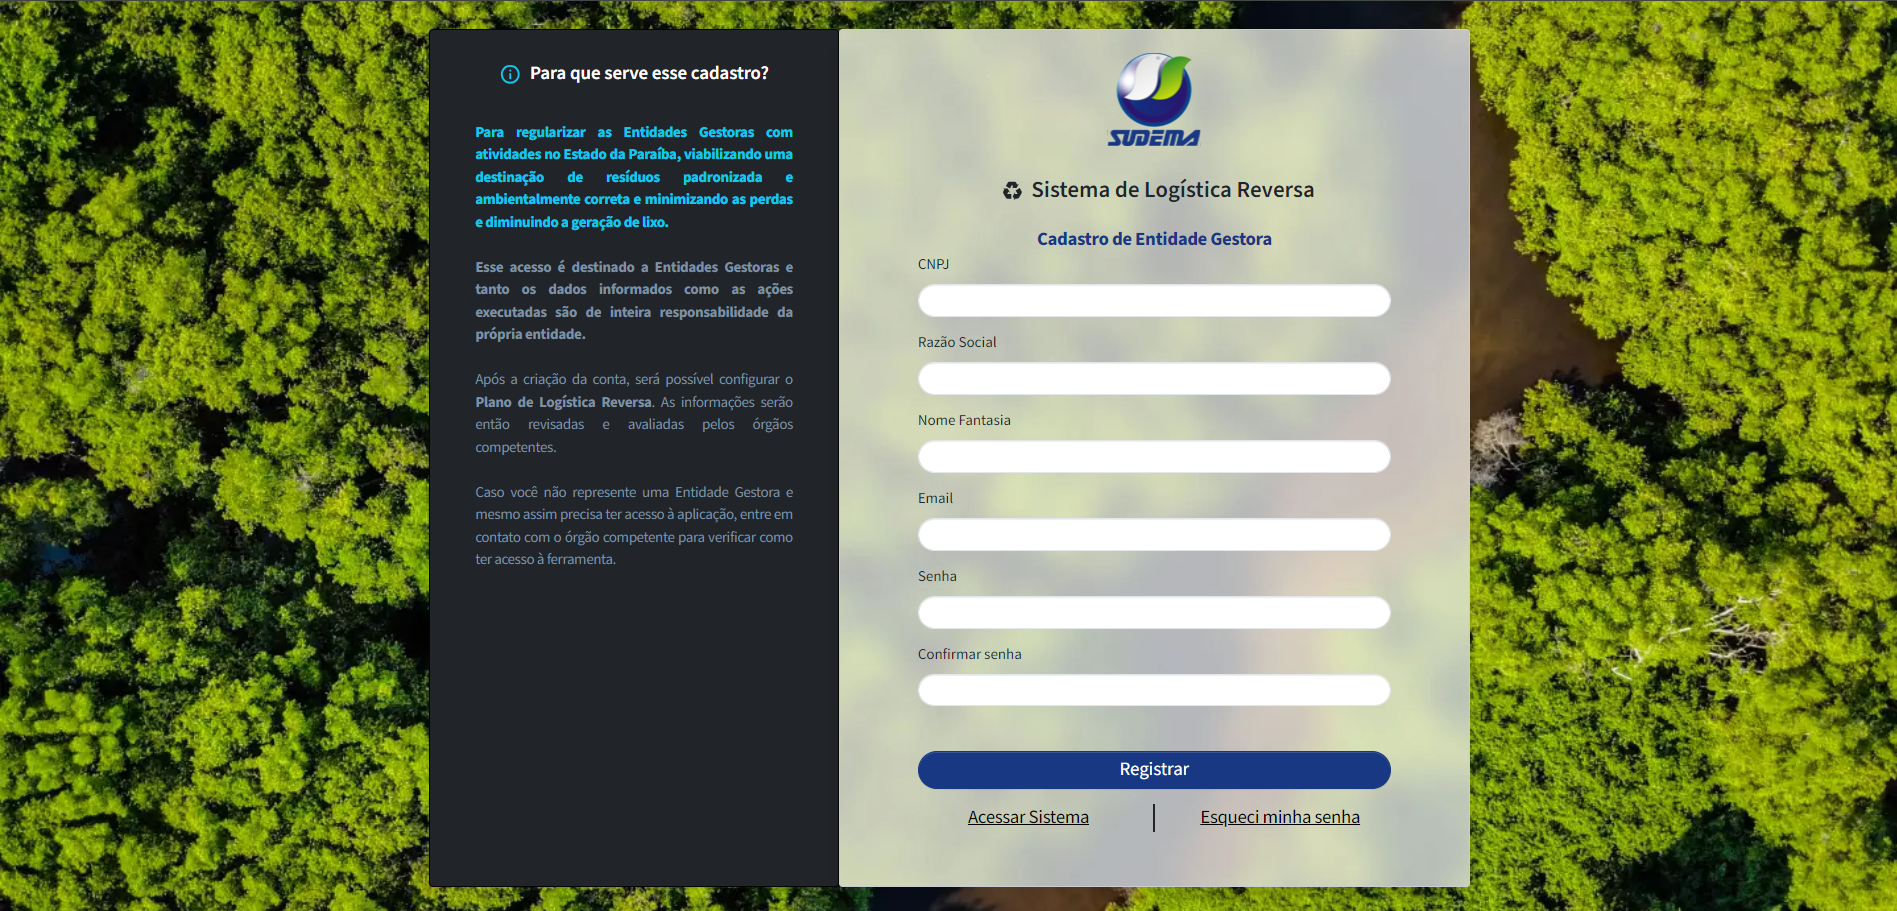 Para que serve esse cadastro?
Para regularizar as Entidades Gestoras com
atividades no Estado da Paraíba, viabilizando uma
destinação de resíduos padronizada e
ambientalmente correta e minimizando as perdas
e diminuindo a geração de lixo.
Esse acesso é destinado a Entidades Gestoras e
tanto os dados informados como as ações
executadas são de inteira responsabilidade da
própria entidade.
Após a criação da conta, será possível configurar o
Plano de Logística Reversa. As informações serão
então revisadas e avaliadas pelos órgãos
competentes.
Caso você não represente uma Entidade Gestora e
mesmo assim precisa ter acesso à aplicação, entre em
contato com o órgão competente para verificar como
ter acesso à ferramenta.
SUDEMA
Sistema de Logística Reversa
Cadastro de Entidade Gestora
CNPJ
Razão Social
Nome Fantasia
Email
Senha
Confirmar senha
Registrar
Acessar Sistema
Esqueci minha senha